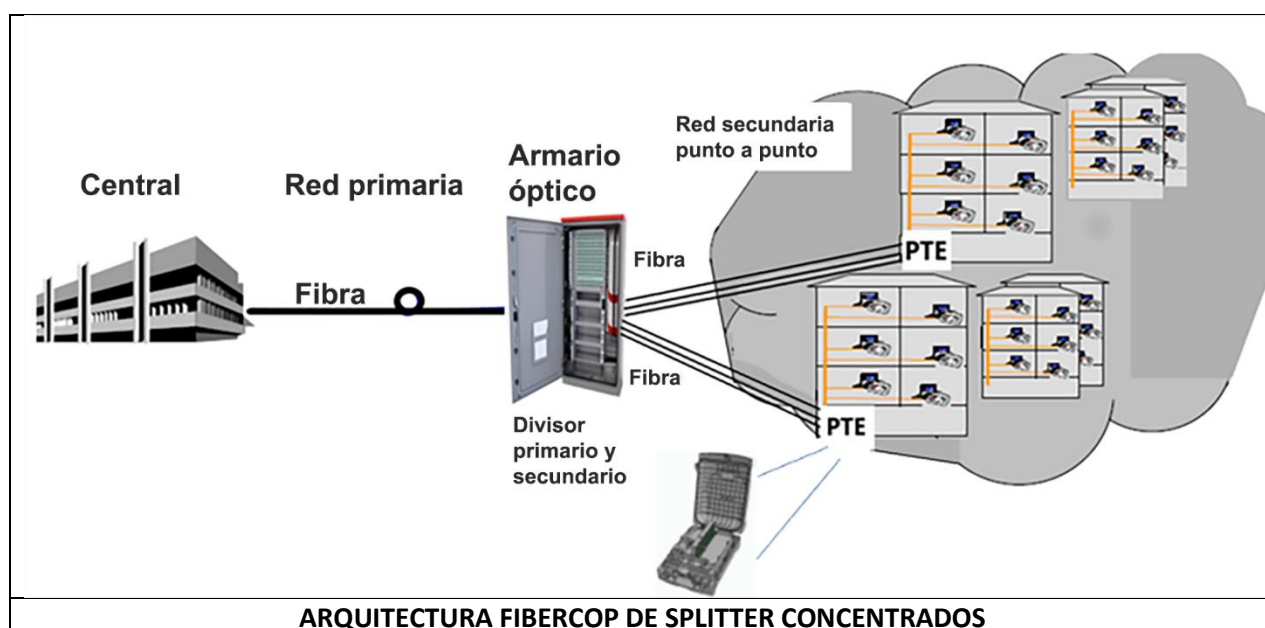 Central
Red primaria
Armario
óptico
Red secundaria
punto a punto
Fibra
Fibra
Fibra
PTE
PTE
Divisor
primario y
secundario
ARQUITECTURA FIBERCOP DE SPLITTER CONCENTRADOS